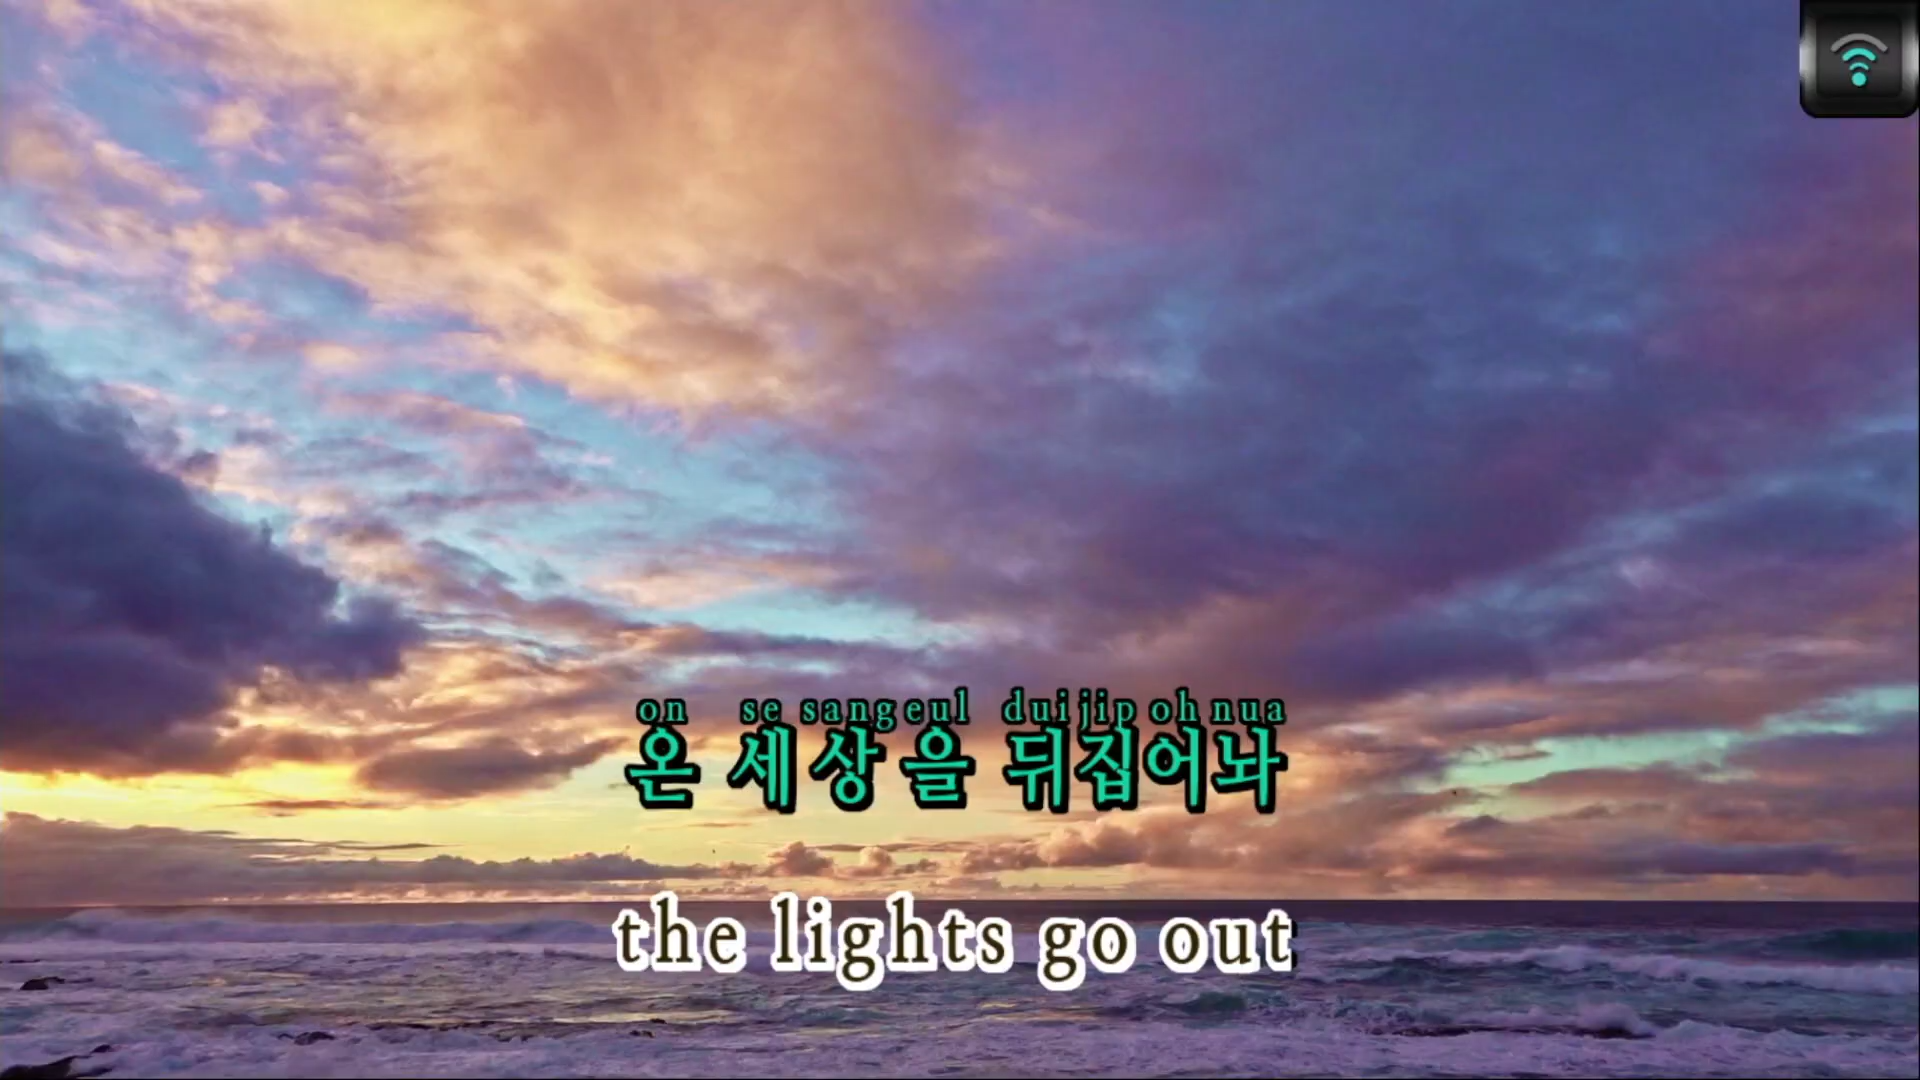 on se sangeul duijip oh nua
온 세상을 뒤집어놔
the lights go out